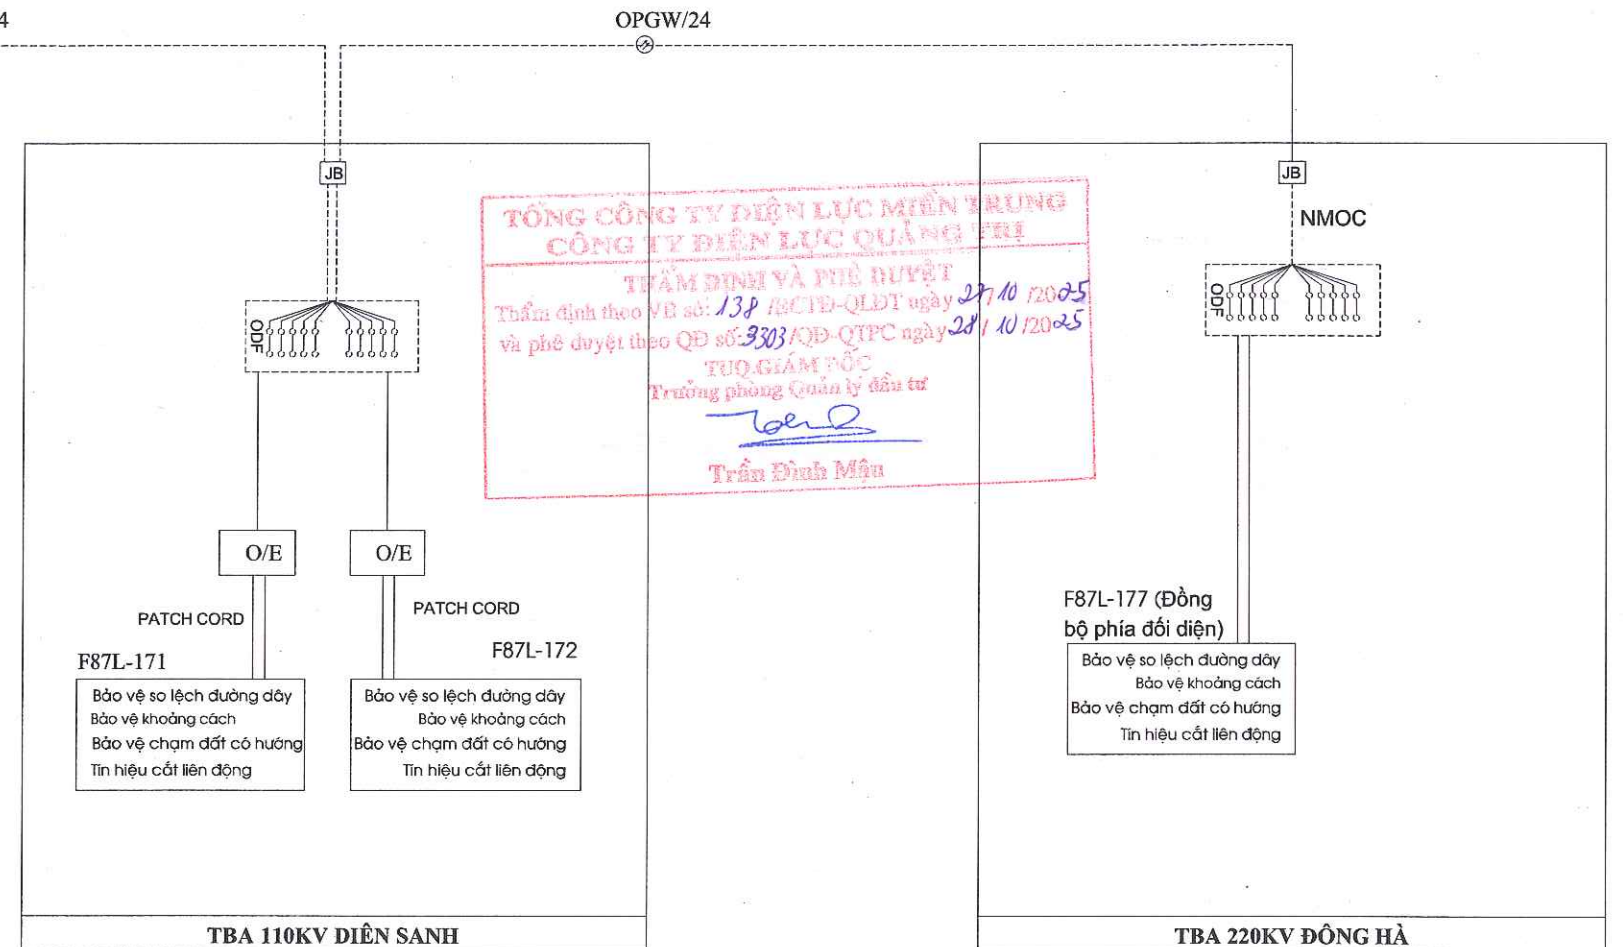 4
OPGW/24
JB
ODF
O/E
O/E
PATCH CORD
PATCH CORD
F87L-171
F87L-172
Bảo vệ so lệch đường dây
Bảo vệ khoảng cách
Bảo vệ chạm đất có hướng
Tín hiệu cắt liên động
Bảo vệ so lệch đường dây
Bảo vệ khoảng cách
Bảo vệ chạm đất có hướng
Tín hiệu cắt liên động
TBA 110KV DIÊN SANH
TỔNG CÔNG TY ĐIỆN LỰC MIỀN TRUNG
CÔNG TY ĐIỆN LỰC QUẢNG TRỊ
THẨM ĐỊNH VÀ PHÊ DUYỆT
Thẩm định theo VB số: 138 /BCTĐ-QLĐT ngày 27/10 /2025
và phê duyệt theo QĐ số: 3303/QĐ-QTPC ngày 28/10/2025
TUQ.GIÁM ĐỐC
Trưởng phòng Quản lý đầu tư
Trần Đình Mậu
JB
NMOC
ODF
F87L-177 (Đồng
bộ phía đối diện)
Bảo vệ so lệch đường dây
Bảo vệ khoảng cách
Bảo vệ chạm đất có hướng
Tín hiệu cắt liên động
TBA 220KV ĐÔNG HÀ